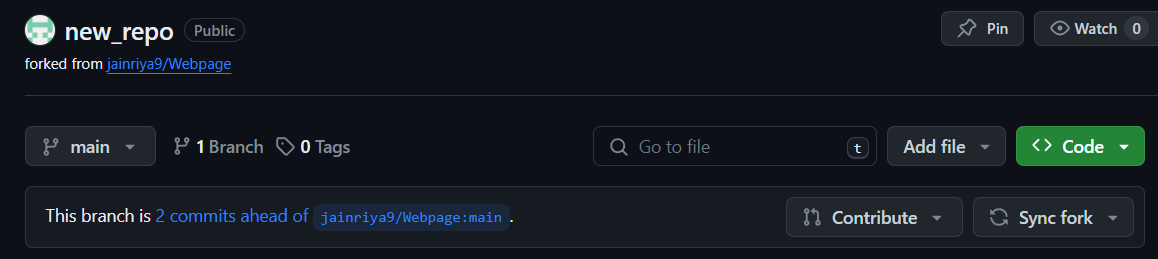 new_repo Public Pin Watch 0
forked from jainriya9/Webpage
main 1 Branch 0 Tags Go to file t Add file Code
This branch is 2 commits ahead of jainriya9/Webpage:main . Contribute Sync fork